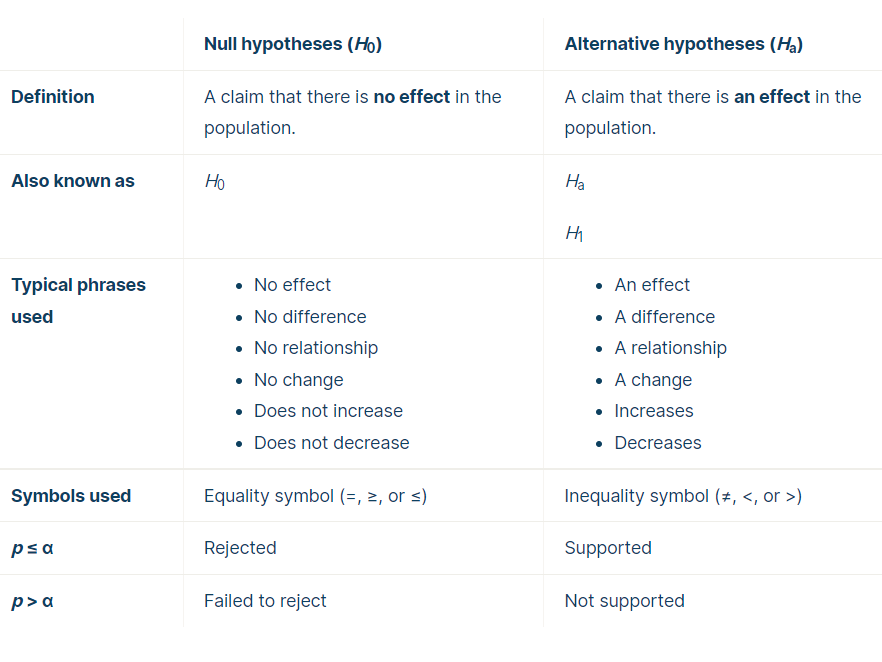 Null hypotheses (H₀) Alternative hypotheses (Hₐ)
Definition A claim that there is no effect in the A claim that there is an effect in the
population. population.
Also known as H₀ Hₐ
H₁
Typical phrases • No effect • An effect
used • No difference • A difference
• No relationship • A relationship
• No change • A change
• Does not increase • Increases
• Does not decrease • Decreases
Symbols used Equality symbol (=, ≥, or ≤) Inequality symbol (≠, <, or >)
p ≤ α Rejected Supported
p > α Failed to reject Not supported